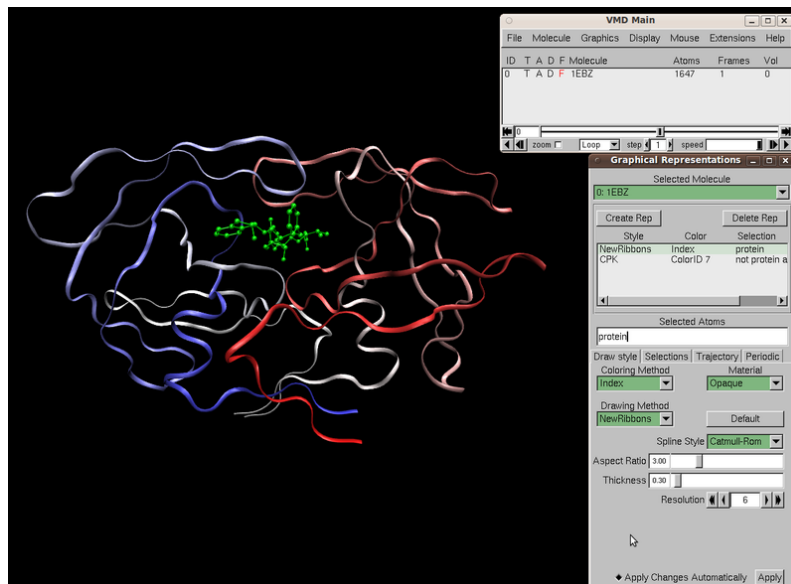 VMD Main
File Molecule Graphics Display Mouse Extensions Help
ID T A D F Molecule Atoms Frames Vol
0 T A D F 1EBZ 1647 1 0
0
zoom Loop step 1 speed
Graphical Representations
Selected Molecule
0: 1EBZ
Create Rep Delete Rep
Style Color Selection
NewRibbons Index protein
CPK ColorID 7 not protein a
Selected Atoms
protein
Draw style Selections Trajectory Periodic
Coloring Method Material
Index Opaque
Drawing Method
NewRibbons Default
Spline Style Catmull-Rom
Aspect Ratio 3.00
Thickness 0.30
Resolution 6
Apply Changes Automatically Apply